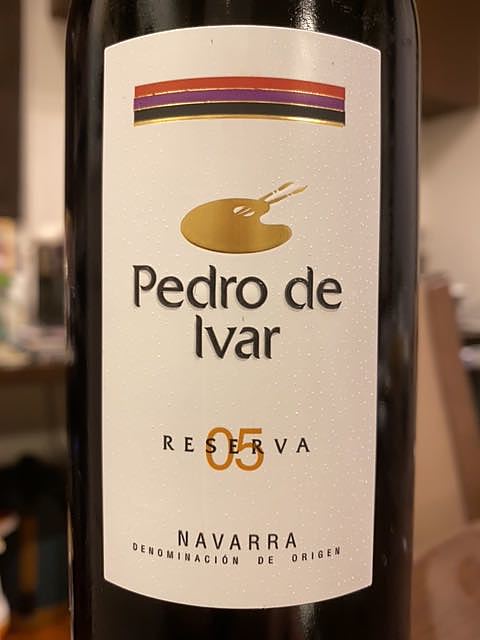 Pedro de
Ivar
RESERVA
05
NAVARRA
DENOMINACIÓN DE ORIGEN